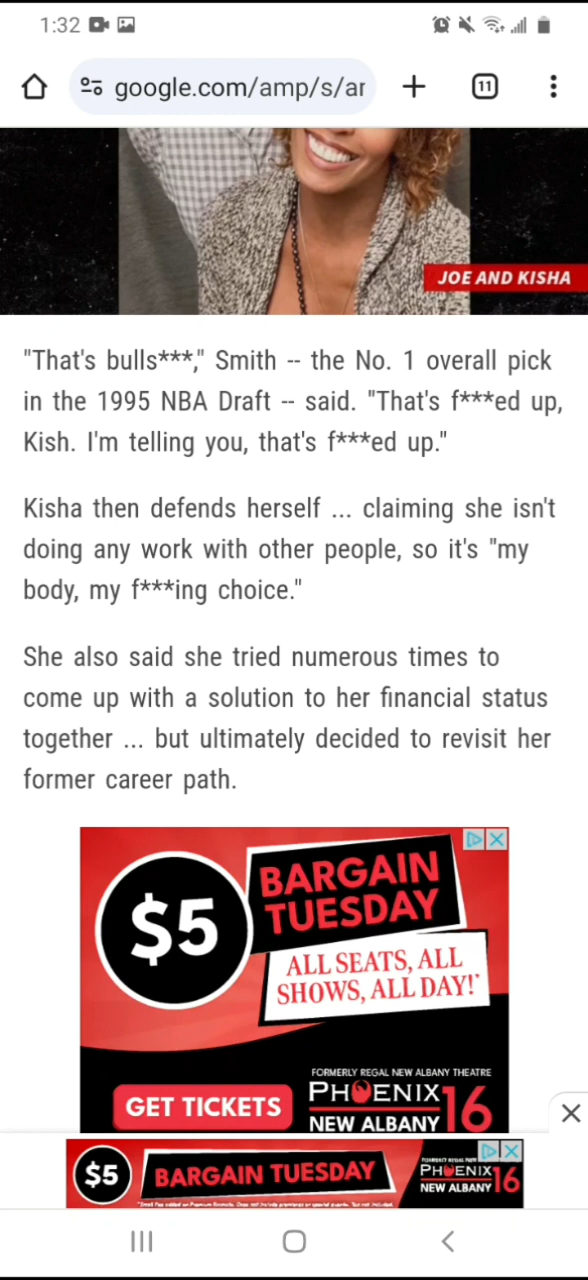 1:32
google.com/amp/s/ar
11
JOE AND KISHA
"That's bulls***," Smith -- the No. 1 overall pick
in the 1995 NBA Draft -- said. "That's f***ed up,
Kish. I'm telling you, that's f***ed up."
Kisha then defends herself ... claiming she isn't
doing any work with other people, so it's "my
body, my f***ing choice."
She also said she tried numerous times to
come up with a solution to her financial status
together ... but ultimately decided to revisit her
former career path.
$5
BARGAIN
TUESDAY
ALL SEATS, ALL
SHOWS, ALL DAY!*
FORMERLY REGAL NEW ALBANY THEATRE
GET TICKETS
PHOENIX 16
NEW ALBANY
$5
BARGAIN TUESDAY
PHOENIX 16
NEW ALBANY